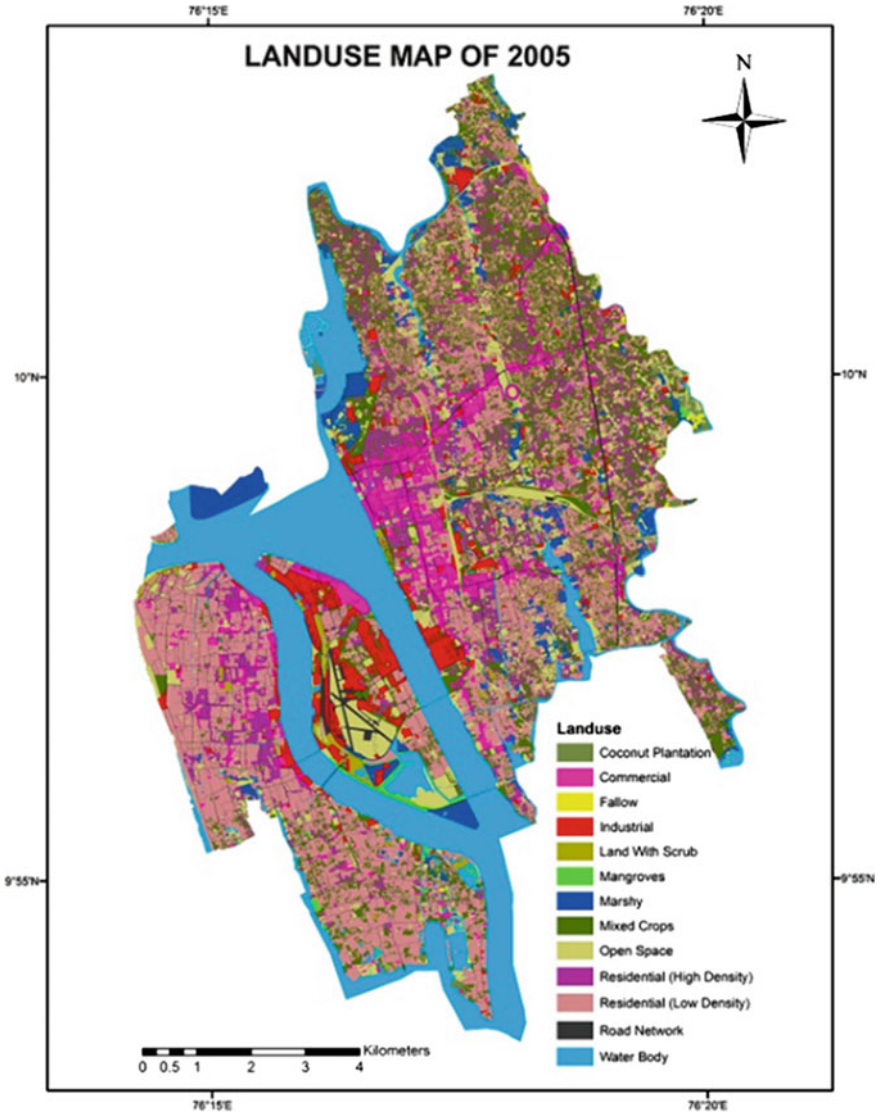 76°15'E 76°20'E
LANDUSE MAP OF 2005
N
10°N 10°N
Landuse
Coconut Plantation
Commercial
Fallow
Industrial
Land With Scrub
Mangroves
Marshy
Mixed Crops
Open Space
Residential (High Density)
Residential (Low Density)
Road Network
Water Body
9°55'N 9°55'N
Kilometers
0 0.5 1 2 3 4
76°15'E 76°20'E